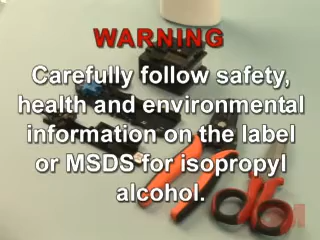 WARNING
Carefully follow safety,
health and environmental
information on the label
or MSDS for isopropyl
alcohol.